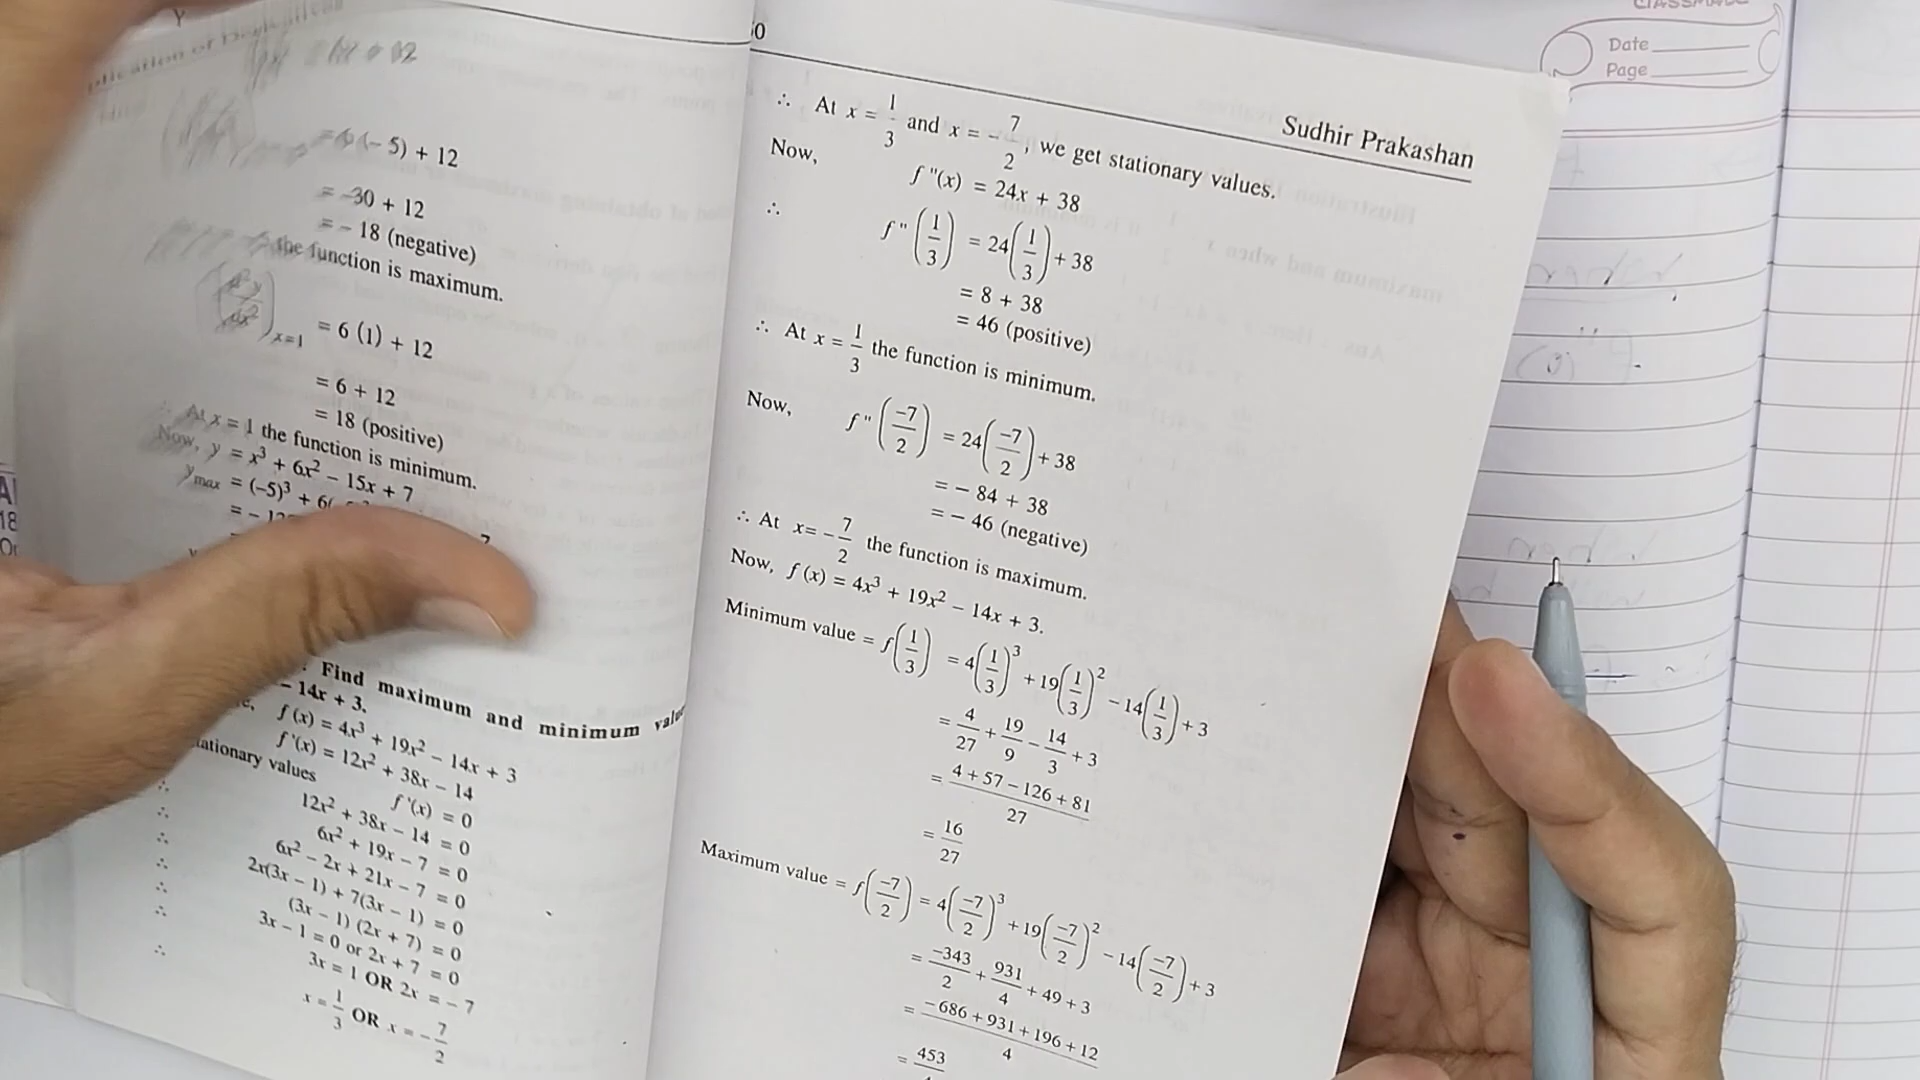 = 6 (– 5) + 12
= –30 + 12
= – 18 (negative)
the function is maximum.
x=1 = 6 (1) + 12
= 6 + 12
= 18 (positive)
At x = 1 the function is minimum.
Now, y = x³ + 6x² – 15x + 7
y max = (–5)³ + 6(
= – 12
Find maximum and minimum
– 14x + 3.
f (x) = 4x³ + 19x² – 14x + 3
f '(x) = 12x² + 38x – 14
values
f '(x) = 0
∴ 12x² + 38x – 14 = 0
∴ 6x² + 19x – 7 = 0
∴ 6x² – 2x + 21x – 7 = 0
∴ 2x(3x – 1) + 7(3x – 1) = 0
∴ (3x – 1) (2x + 7) = 0
∴ 3x – 1 = 0 or 2x + 7 = 0
3x = 1 OR 2x = – 7
∴ x = 1/3 OR x = – 7/2
0
Sudhir Prakashan
∴ At x = 1/3 and x = – 7/2, we get stationary values.
Now, f "(x) = 24x + 38
∴ f " (1/3) = 24(1/3) + 38
= 8 + 38
= 46 (positive)
∴ At x = 1/3 the function is minimum.
Now, f " (–7/2) = 24(–7/2) + 38
= – 84 + 38
= – 46 (negative)
∴ At x= – 7/2 the function is maximum.
Now, f (x) = 4x³ + 19x² – 14x + 3.
Minimum value = f(1/3) = 4(1/3)³ + 19(1/3)² – 14(1/3) + 3
= 4/27 + 19/9 – 14/3 + 3
= 4 + 57 – 126 + 81 / 27
= 16/27
Maximum value = f(–7/2) = 4(–7/2)³ + 19(–7/2)² – 14(–7/2) + 3
= –343/2 + 931/4 + 49 + 3
= – 686 + 931 + 196 + 12 / 4
= 453
Date
Page